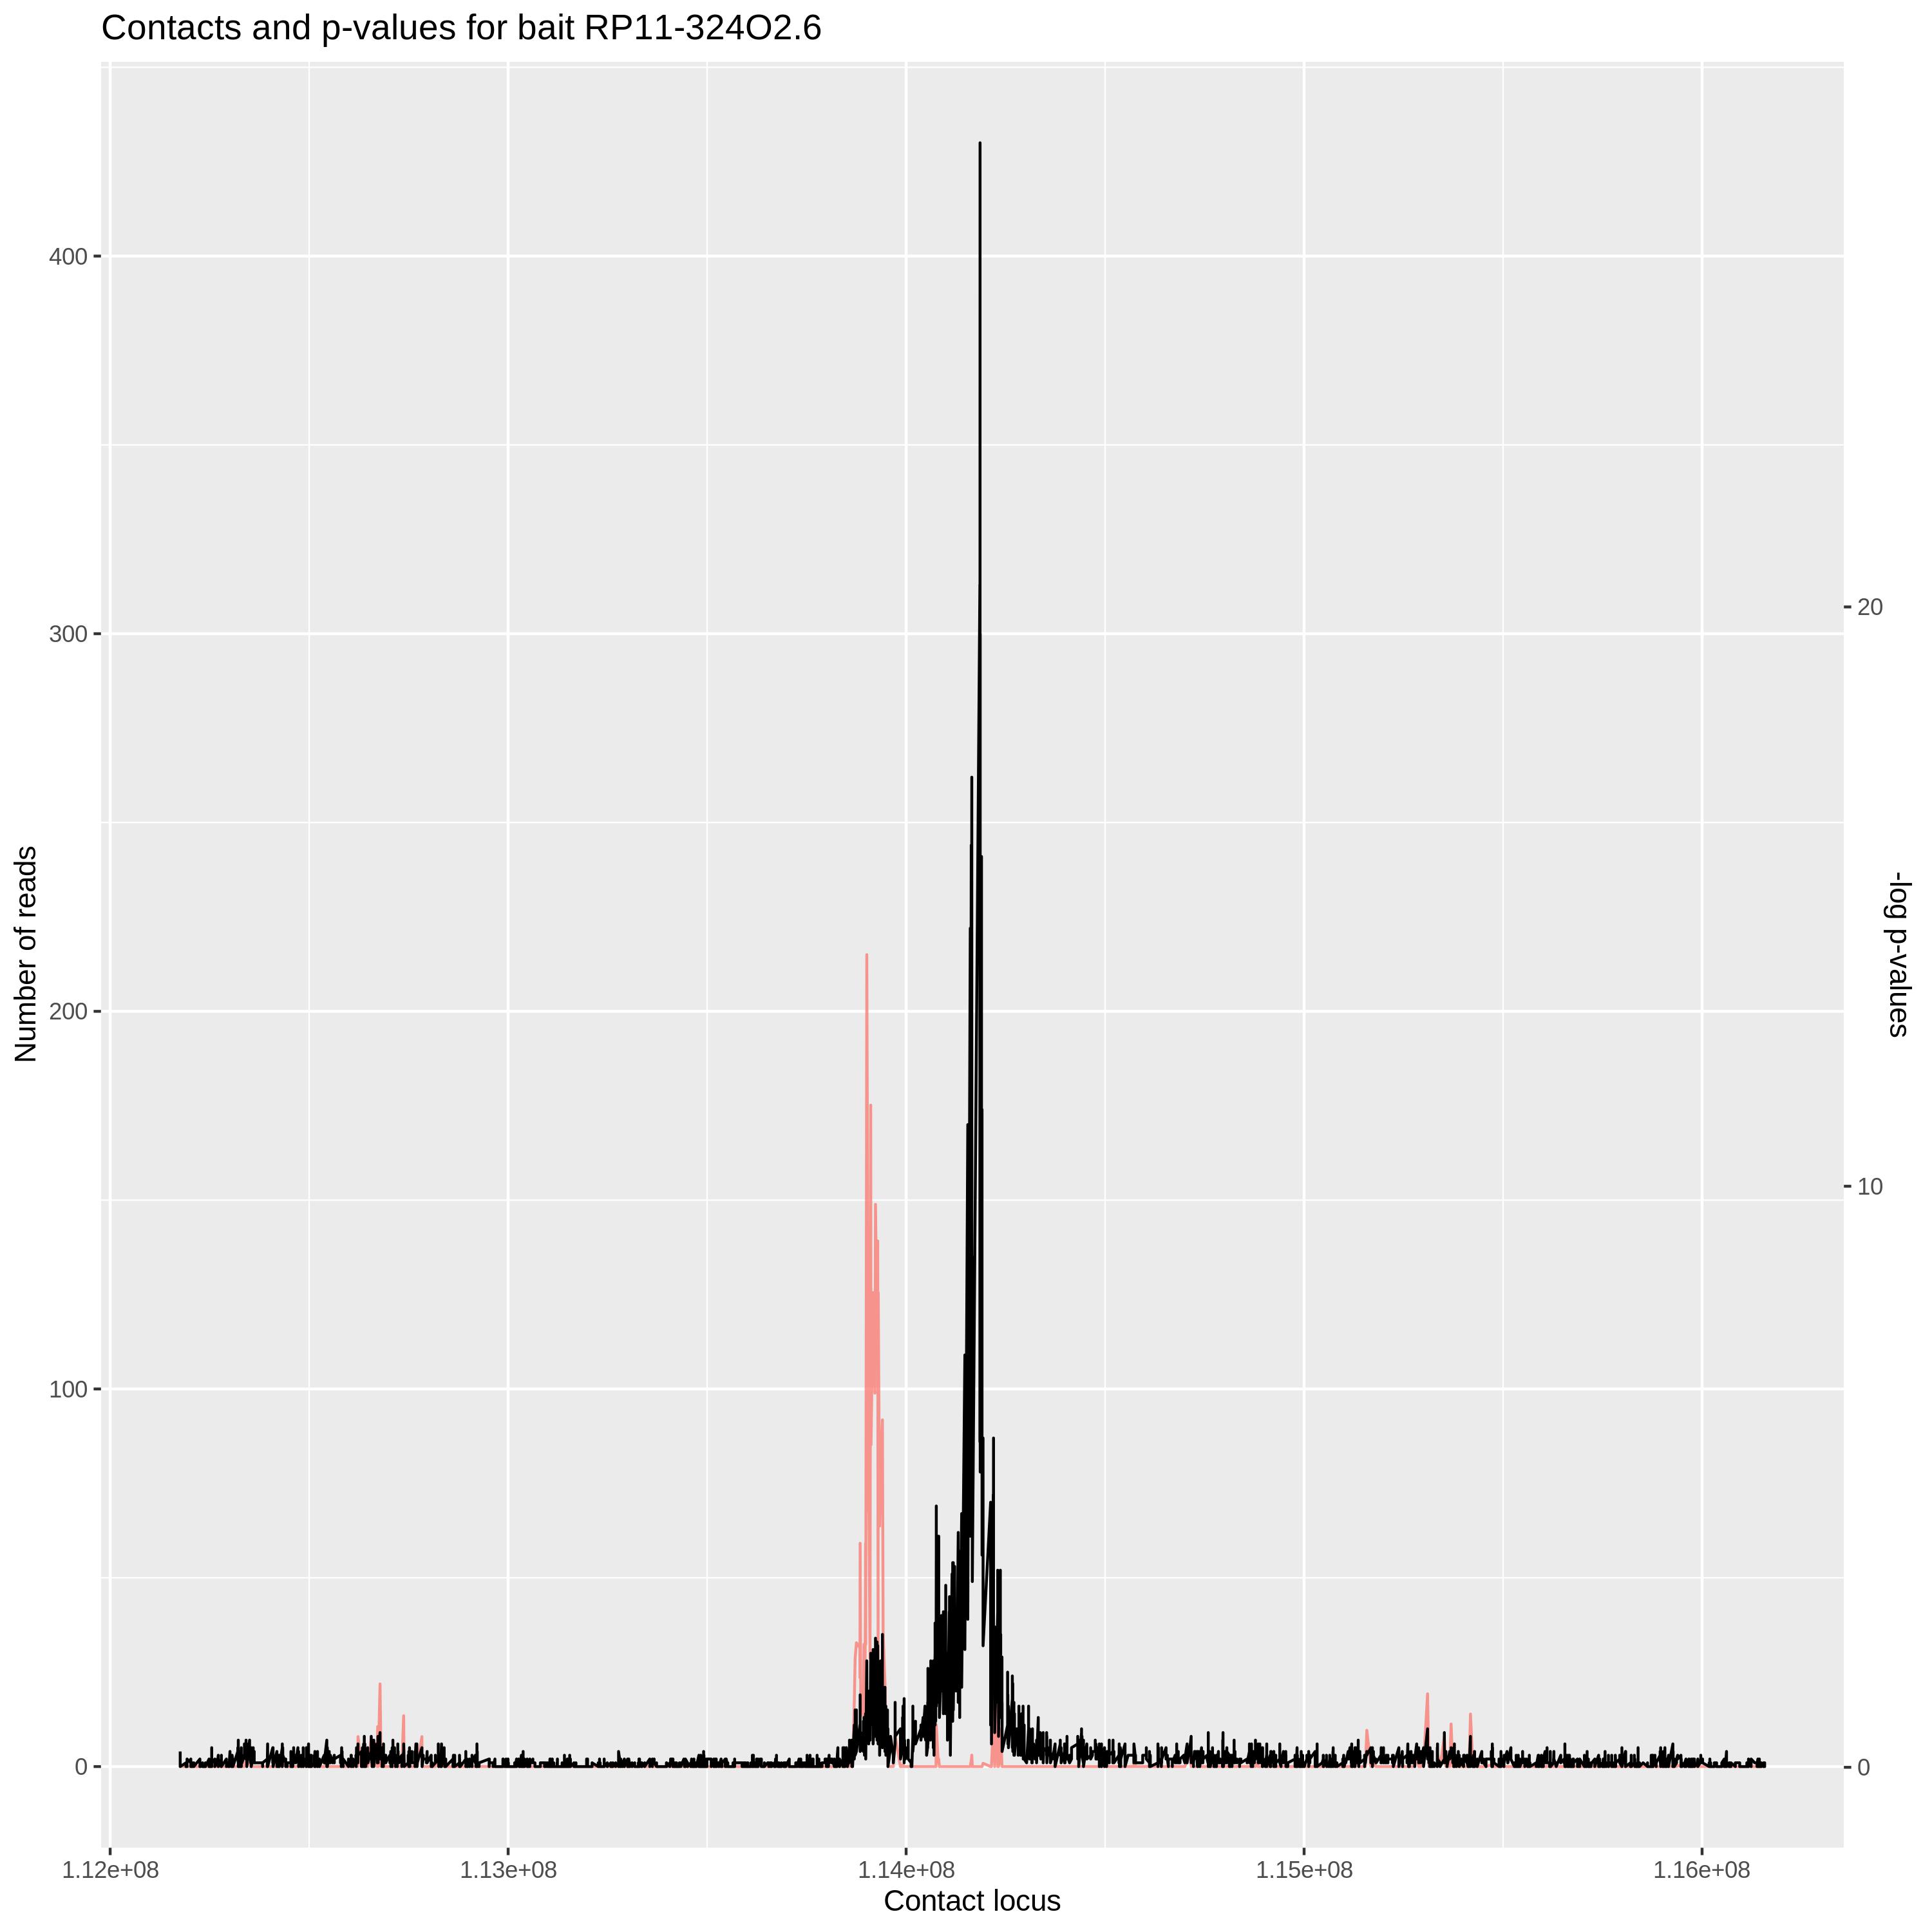 Contacts and p-values for bait RP11-324O2.6
400
300
200
100
0
Number of reads
20
10
0
-log p-values
1.12e+08
1.13e+08
1.14e+08
1.15e+08
1.16e+08
Contact locus